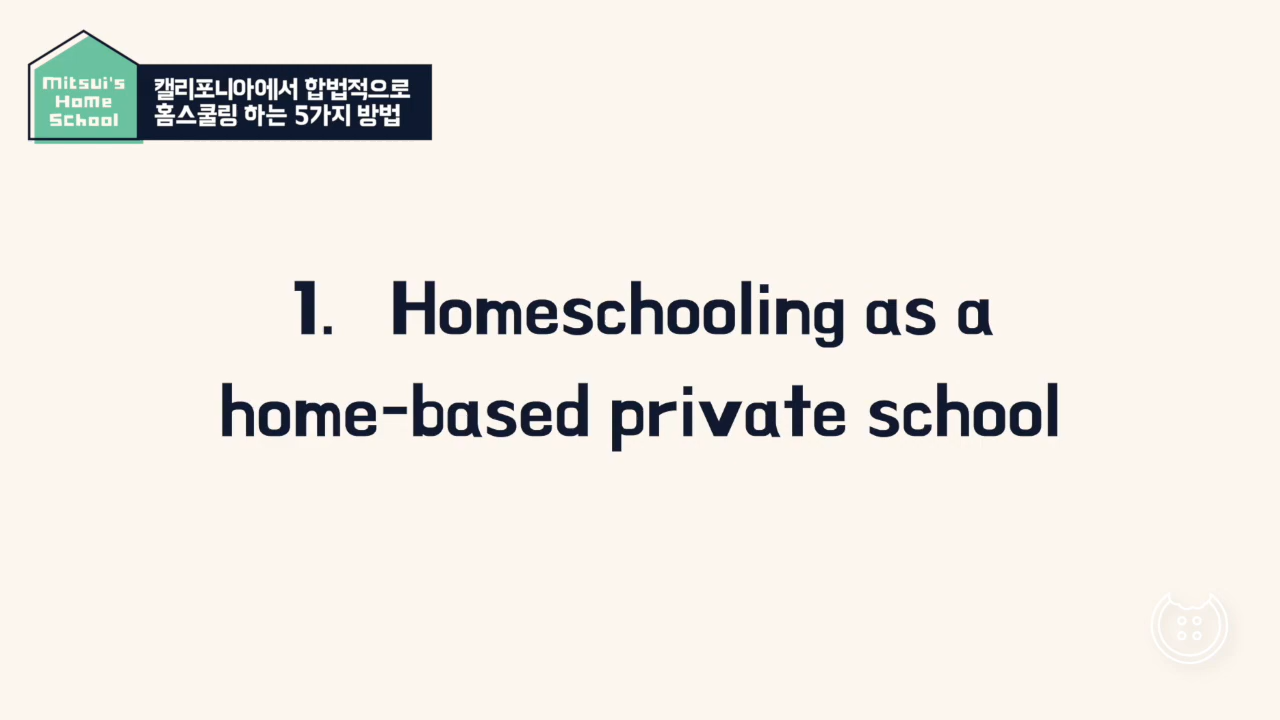 Mitsui's
Home
School
캘리포니아에서 합법적으로
홈스쿨링 하는 5가지 방법
1. Homeschooling as a
home-based private school